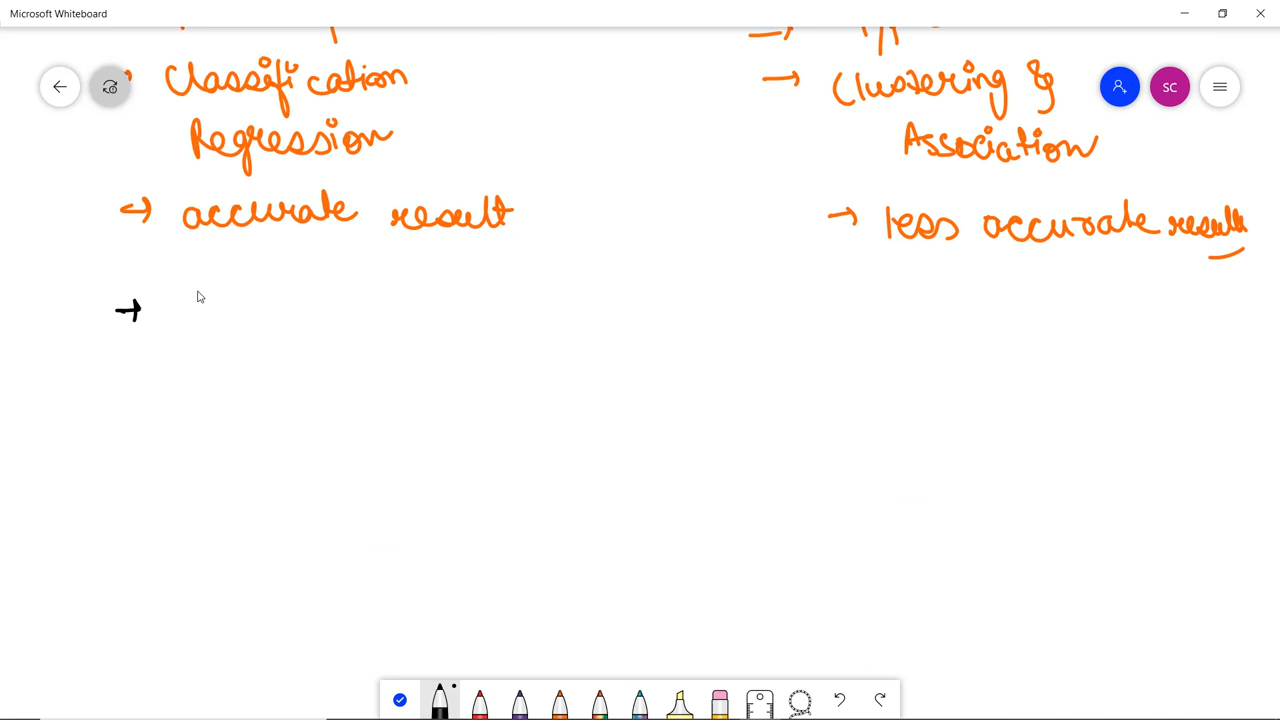 Microsoft Whiteboard
Classification
Regression
→ accurate result
→ Clustering &
Association
→ less accurate result
→
SC